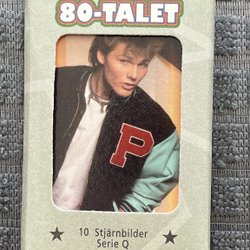 80-TALET
P
10 Stjärnbilder
Serie Q